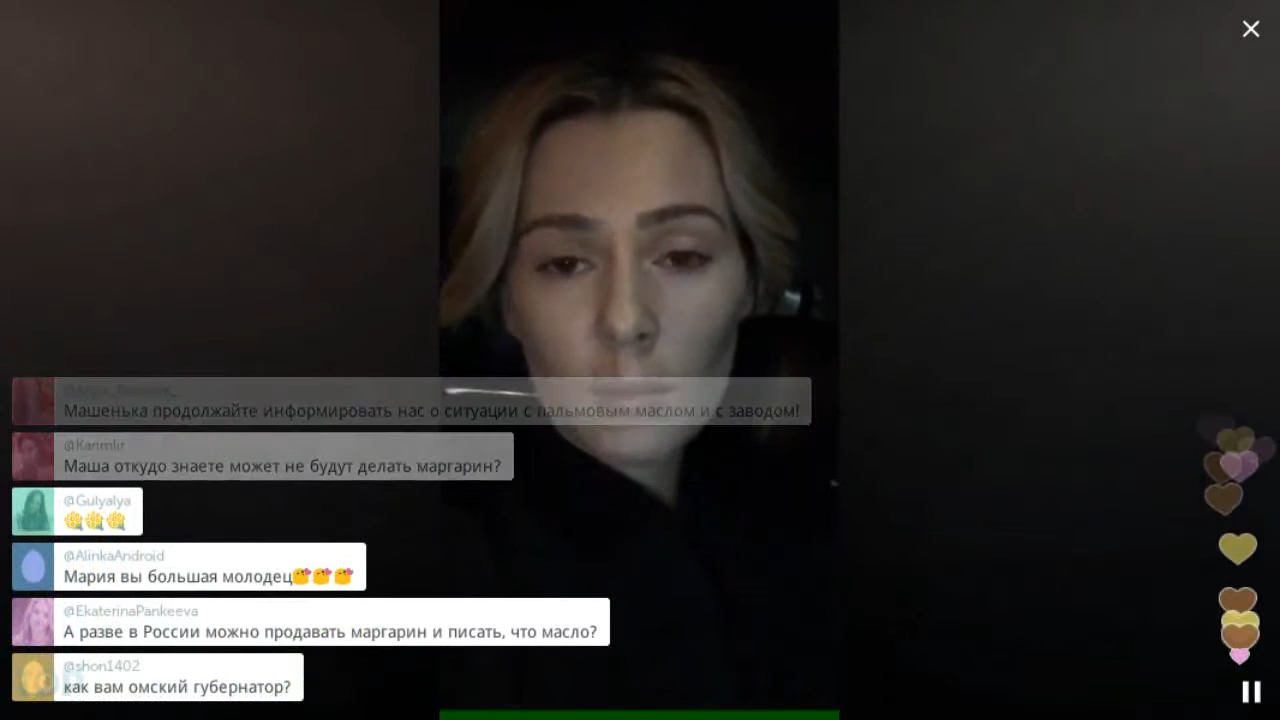 Машенька продолжайте информировать нас о ситуации с пальмовым маслом и с заводом!
@Karimlir
Маша откудо знаете может не будут делать маргарин?
@Gulyalya
@AlinkaAndroid
Мария вы большая молодец
@EkaterinaPankeeva
А разве в России можно продавать маргарин и писать, что масло?
@shon1402
как вам омский губернатор?